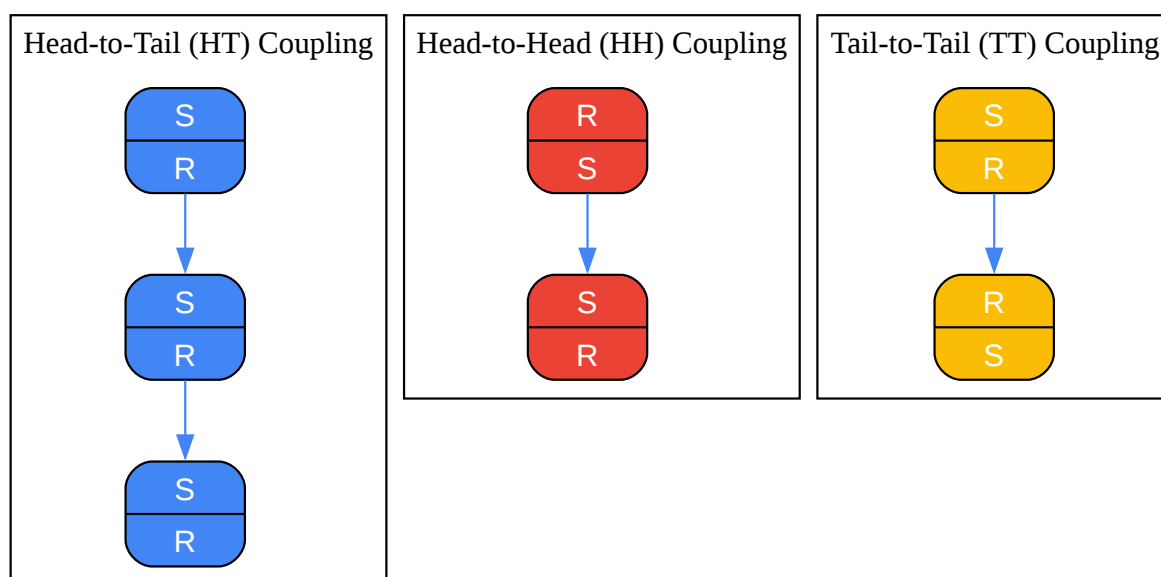 Head-to-Tail (HT) Coupling
S
R
S
R
S
R
Head-to-Head (HH) Coupling
R
S
S
R
Tail-to-Tail (TT) Coupling
S
R
R
S